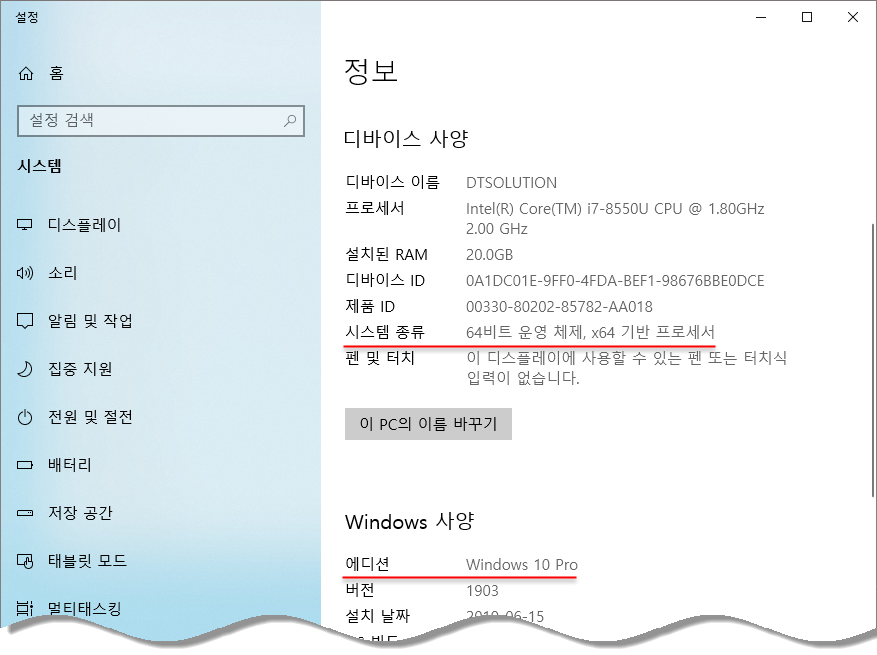 설정
홈
설정 검색
시스템
디스플레이
소리
알림 및 작업
집중 지원
전원 및 절전
배터리
저장 공간
태블릿 모드
멀티태스킹
정보
디바이스 사양
디바이스 이름 DTSOLUTION
프로세서 Intel(R) Core(TM) i7-8550U CPU @ 1.80GHz
2.00 GHz
설치된 RAM 20.0GB
디바이스 ID 0A1DC01E-9FF0-4FDA-BEF1-98676BBE0DCE
제품 ID 00330-80202-85782-AA018
시스템 종류 64비트 운영 체제, x64 기반 프로세서
펜 및 터치 이 디스플레이에 사용할 수 있는 펜 또는 터치식
입력이 없습니다.
이 PC의 이름 바꾸기
Windows 사양
에디션 Windows 10 Pro
버전 1903
설치 날짜 2019-06-15